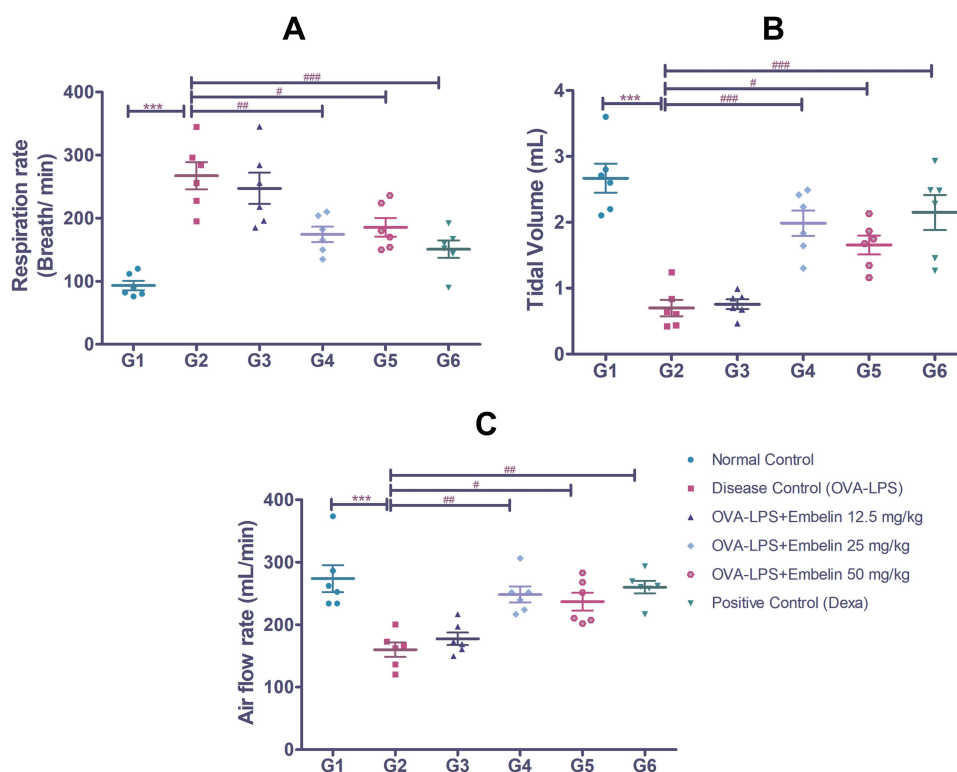 A
###
#
***
##
Respiration rate
(Breath/ min)
400
300
200
100
0
G1 G2 G3 G4 G5 G6
B
###
#
***
###
Tidal Volume (mL)
4
3
2
1
0
G1 G2 G3 G4 G5 G6
C
##
#
***
##
Air flow rate (mL/min)
400
300
200
100
0
G1 G2 G3 G4 G5 G6
Normal Control
Disease Control (OVA-LPS)
OVA-LPS+Embelin 12.5 mg/kg
OVA-LPS+Embelin 25 mg/kg
OVA-LPS+Embelin 50 mg/kg
Positive Control (Dexa)